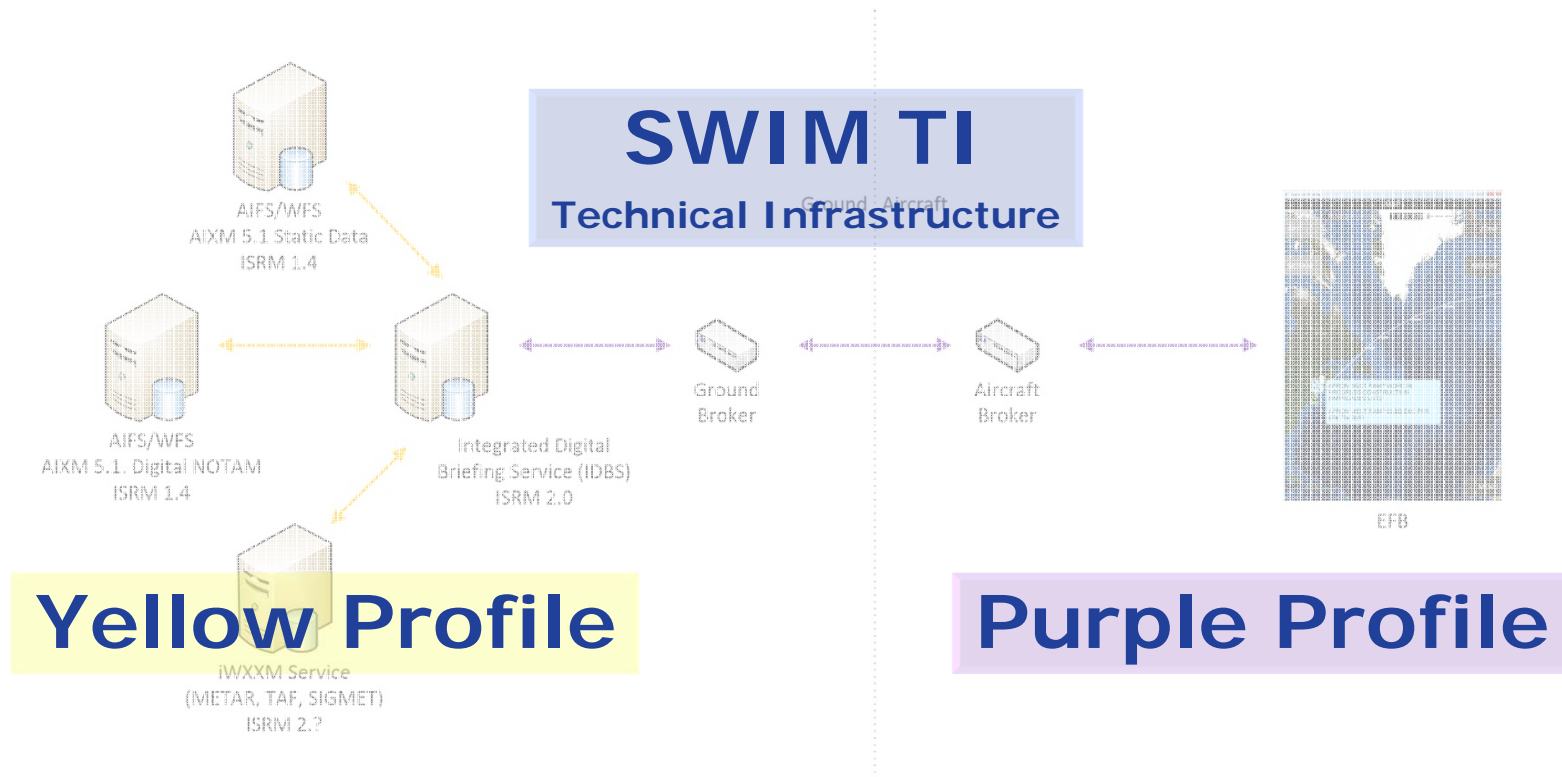 SWIM TI
Ground Aircraft
Technical Infrastructure
AIFS/WFS
AIXM 5.1 Static Data
ISRM 1.4
AIFS/WFS
AIXM 5.1. Digital NOTAM
ISRM 1.4
Integrated Digital
Briefing Service (IDBS)
ISRM 2.0
Ground
Broker
Aircraft
Broker
EFB
Yellow Profile
Purple Profile
iWXXM Service
(METAR, TAF, SIGMET)
ISRM 2.?